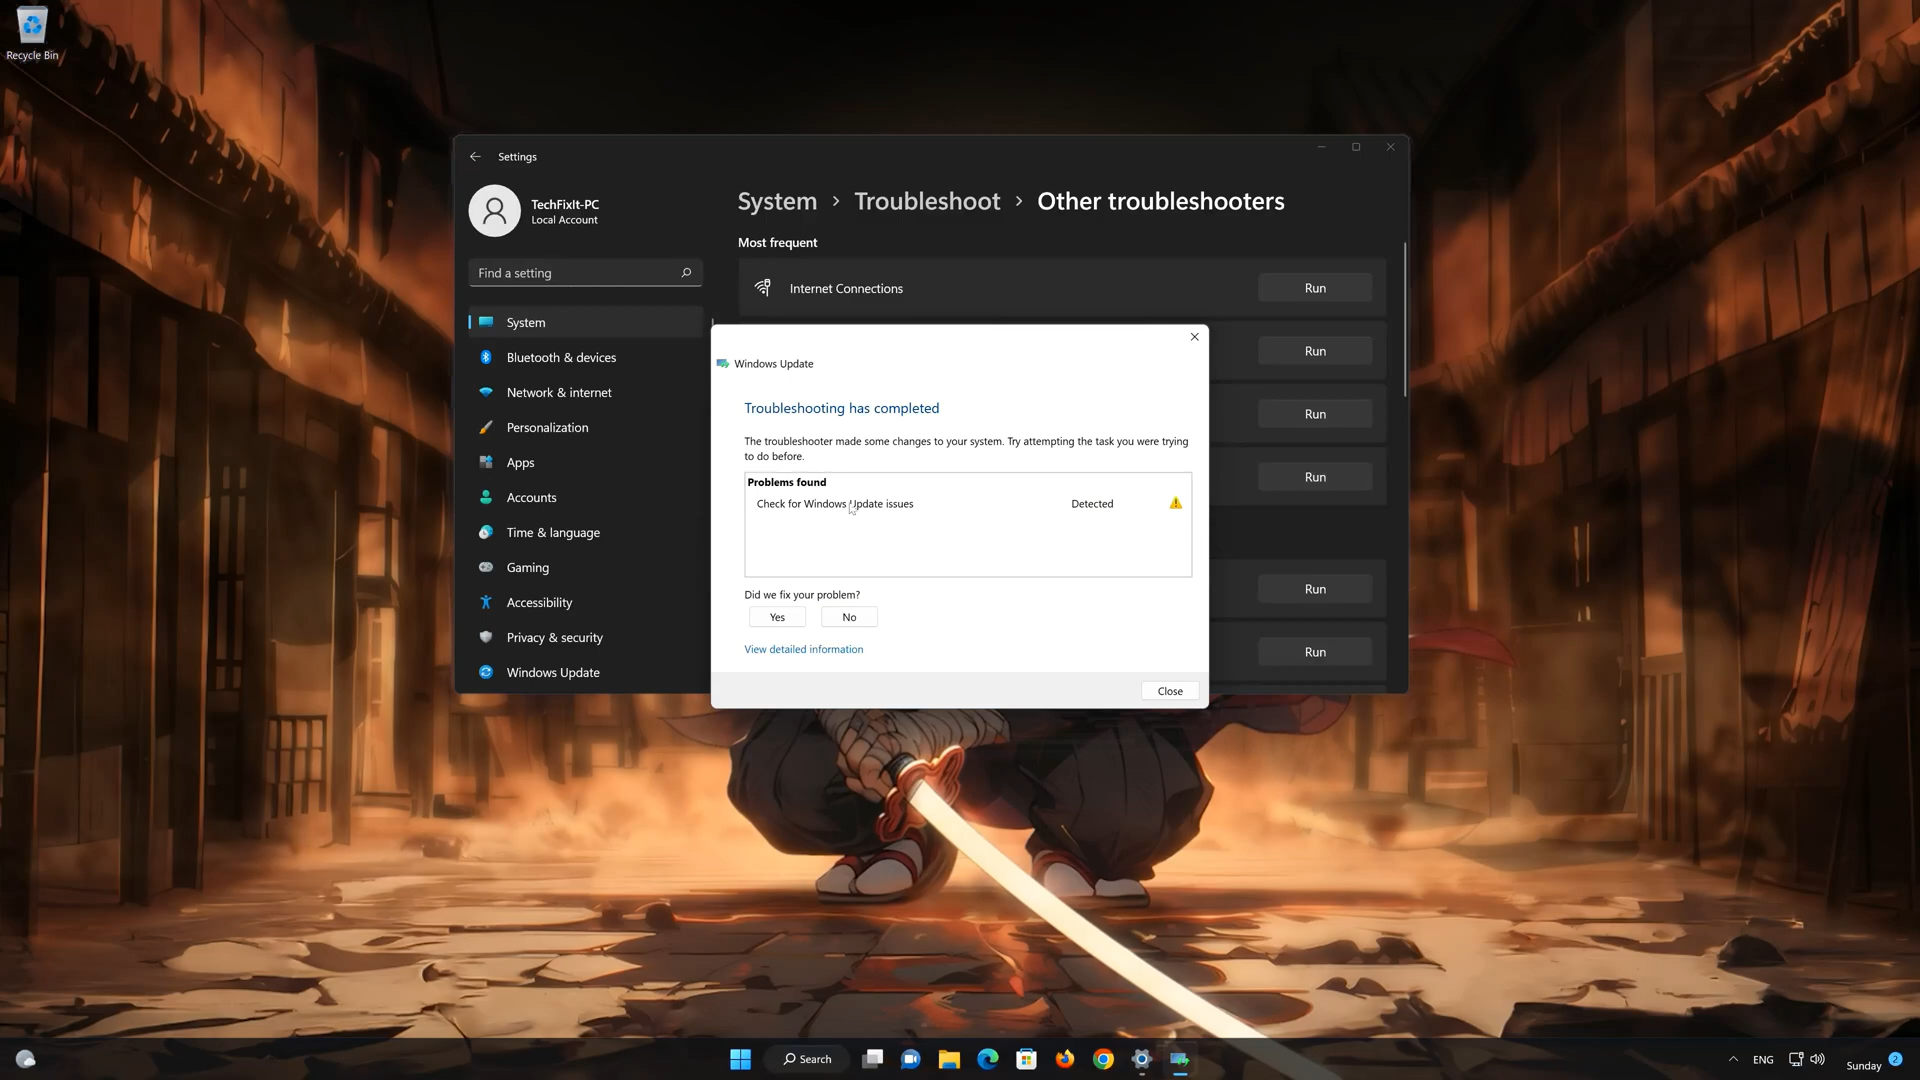 Recycle Bin
Settings
TechFixIt-PC
Local Account
Find a setting
System
Bluetooth & devices
Network & internet
Personalization
Apps
Accounts
Time & language
Gaming
Accessibility
Privacy & security
Windows Update
System > Troubleshoot > Other troubleshooters
Most frequent
Internet Connections Run
Run
Run
Run
Run
Run
Windows Update
Troubleshooting has completed
The troubleshooter made some changes to your system. Try attempting the task you were trying
to do before.
Problems found
Check for Windows Update issues Detected
Did we fix your problem?
Yes No
View detailed information
Close
Search
ENG
Sunday 2